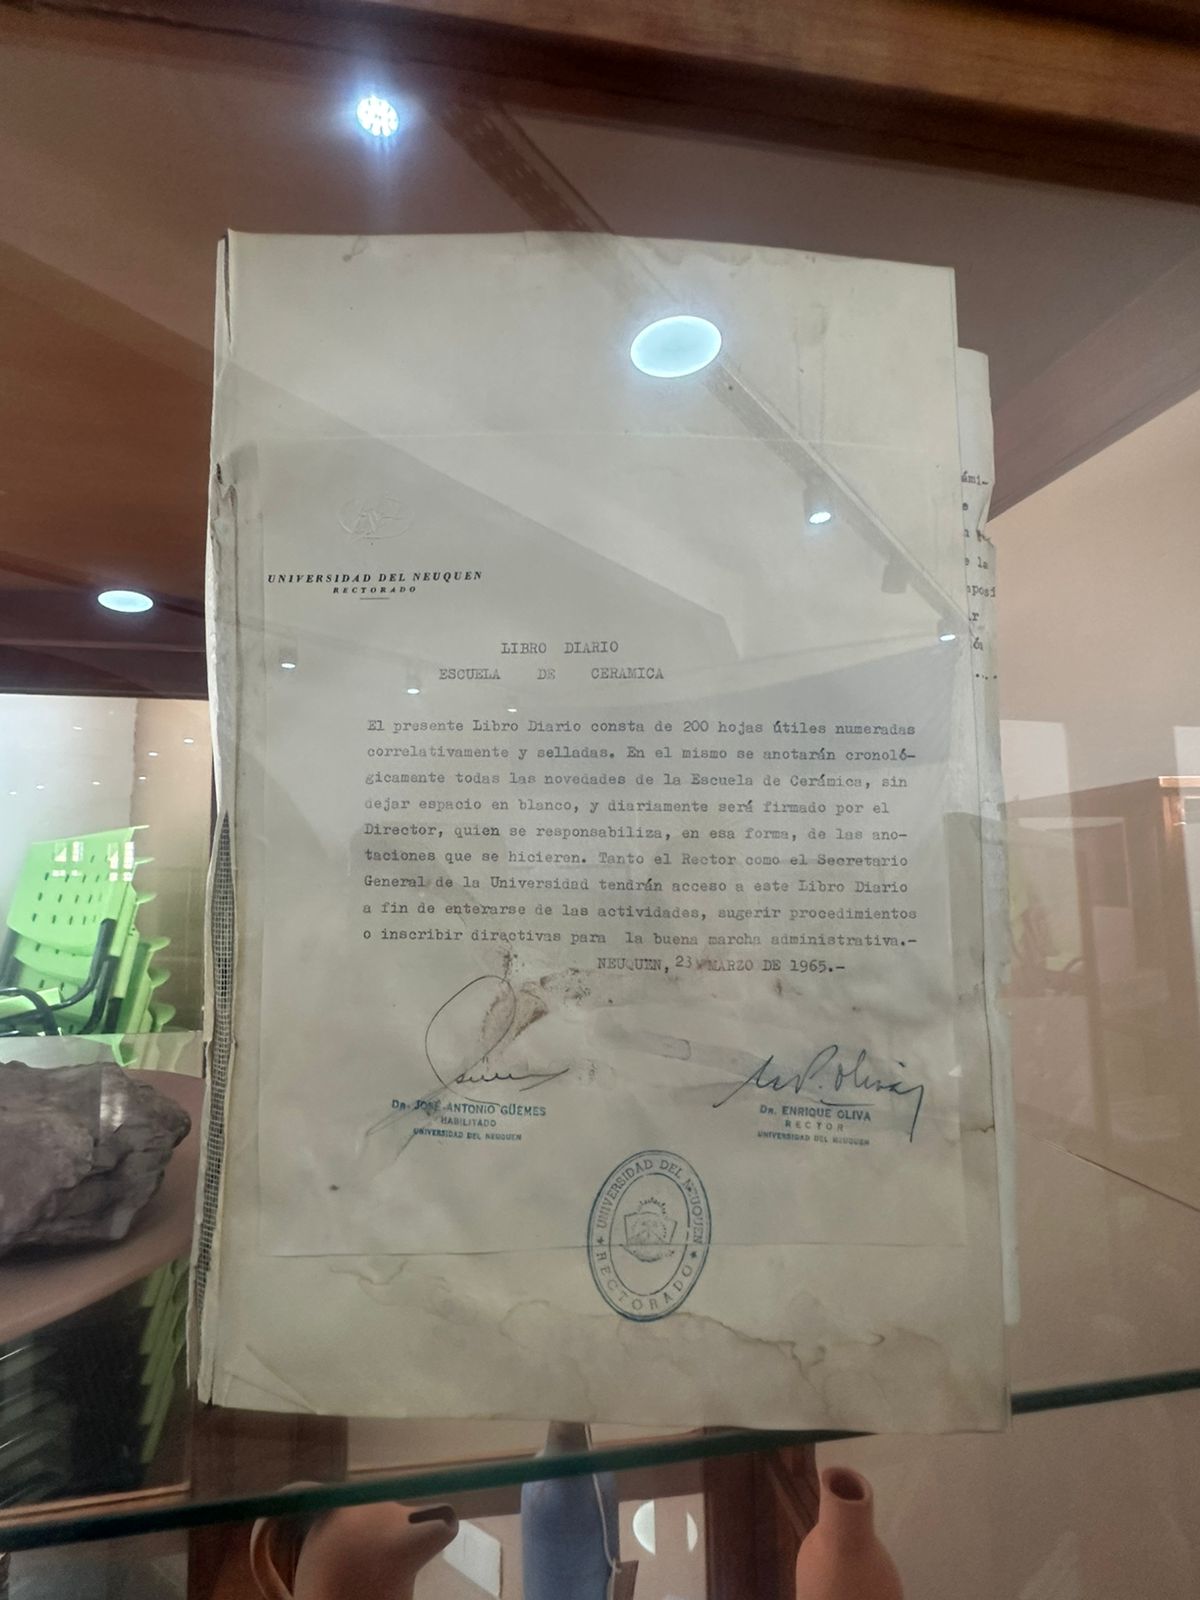 UNIVERSIDAD DEL NEUQUEN
RECTORADO
LIBRO DIARIO
ESCUELA DE CERAMICA
El presente Libro Diario consta de 200 hojas útiles numeradas
correlativamente y selladas. En el mismo se anotarán cronoló-
gicamente todas las novedades de la Escuela de Cerámica, sin
dejar espacio en blanco, y diariamente será firmado por el
Director, quien se responsabiliza, en esa forma, de las ano-
taciones que se hicieren. Tanto el Rector como el Secretario
General de la Universidad tendrán acceso a este Libro Diario
a fin de enterarse de las actividades, sugerir procedimientos
o inscribir directivas para la buena marcha administrativa.-
NEUQUEN, 23 MARZO DE 1965.-
DR. JOSÉ ANTONIO GÜEMES
HABILITADO
UNIVERSIDAD DEL NEUQUEN
DR. ENRIQUE OLIVA
RECTOR
UNIVERSIDAD DEL NEUQUEN
UNIVERSIDAD DEL NEUQUEN
RECTORADO
ámi-
e
e la